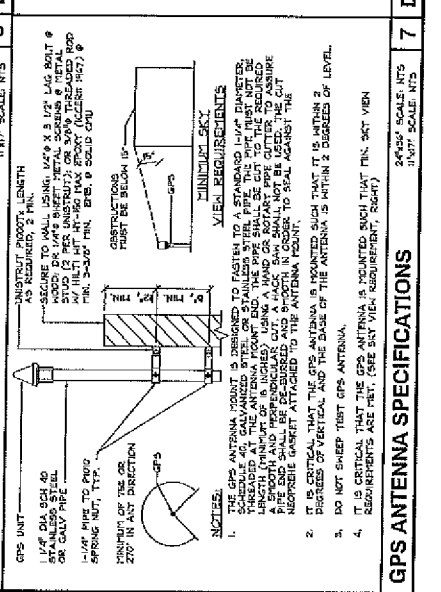 GPS UNIT
1 1/4" DIA SCH 40
STAINLESS STEEL
OR GALV PIPE
1-1/4" PIPE TO P1000
SPRING NUT, TYP.
MINIMUM OF 75% OR
270° IN ANY DIRECTION
GPS
UNISTRUT P1000Tx LENGTH
AS REQUIRED, 2 MIN.
SECURE TO WALL USING 1/4"Ø X 3 1/2" LAG BOLT @
WOOD, OR 1/4"Ø SHEET METAL SCREWS @ METAL
STUD (2 PER UNISTRUT); OR 3/8"Ø THREADED ROD
W/ HILTI HIT HY-150 MAX EPOXY @
MIN. 3-3/8" MIN. EMB. @ SOLID CMU
MIN.
MIN.
OBSTRUCTIONS
MUST BE BELOW 15°
GPS
MINIMUM SKY
VIEW REQUIREMENTS
NOTES:
1. THE GPS ANTENNA MOUNT IS DESIGNED TO FASTEN TO A STANDARD 1-1/4" DIAMETER,
SCHEDULE 40, GALVANIZED STEEL OR STAINLESS STEEL PIPE. THE PIPE MUST NOT BE
THREADED AT THE ANTENNA MOUNT END. THE PIPE SHALL BE CUT TO THE REQUIRED
LENGTH (MINIMUM OF 18 INCHES) USING A HAND OR ROTARY PIPE CUTTER TO ASSURE
A SMOOTH AND PERPENDICULAR CUT. A HACK SAW SHALL NOT BE USED. THE CUT
PIPE END SHALL BE DE-BURRED AND SMOOTH IN ORDER TO SEAL AGAINST THE
NEOPRENE GASKET ATTACHED TO THE ANTENNA MOUNT.
2. IT IS CRITICAL THAT THE GPS ANTENNA IS MOUNTED SUCH THAT IT IS WITHIN 2
DEGREES OF VERTICAL AND THE BASE OF THE ANTENNA IS WITHIN 2 DEGREES OF LEVEL.
3. DO NOT SWEEP TEST GPS ANTENNA.
4. IT IS CRITICAL THAT THE GPS ANTENNA IS MOUNTED SUCH THAT MIN. SKY VIEW
REQUIREMENTS ARE MET, (SEE SKY VIEW REQUIREMENT, RIGHT)
GPS ANTENNA SPECIFICATIONS
24"x36" SCALE: NTS
11"x17" SCALE: NTS
7